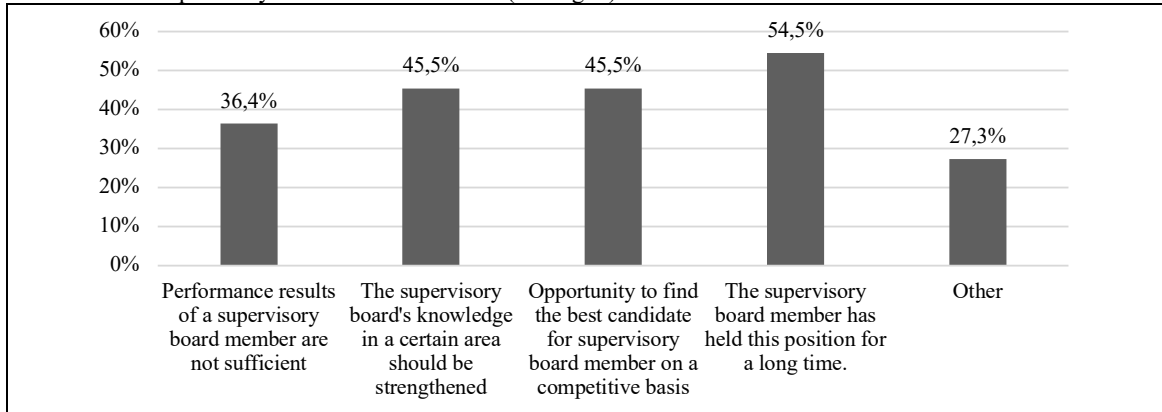 60%
50%
40%
30%
20%
10%
0%
36,4%
45,5%
45,5%
54,5%
27,3%
Performance results
of a supervisory
board member are
not sufficient
The supervisory
board's knowledge
in a certain area
should be
strengthened
Opportunity to find
the best candidate
for supervisory
board member on a
competitive basis
The supervisory
board member has
held this position for
a long time.
Other